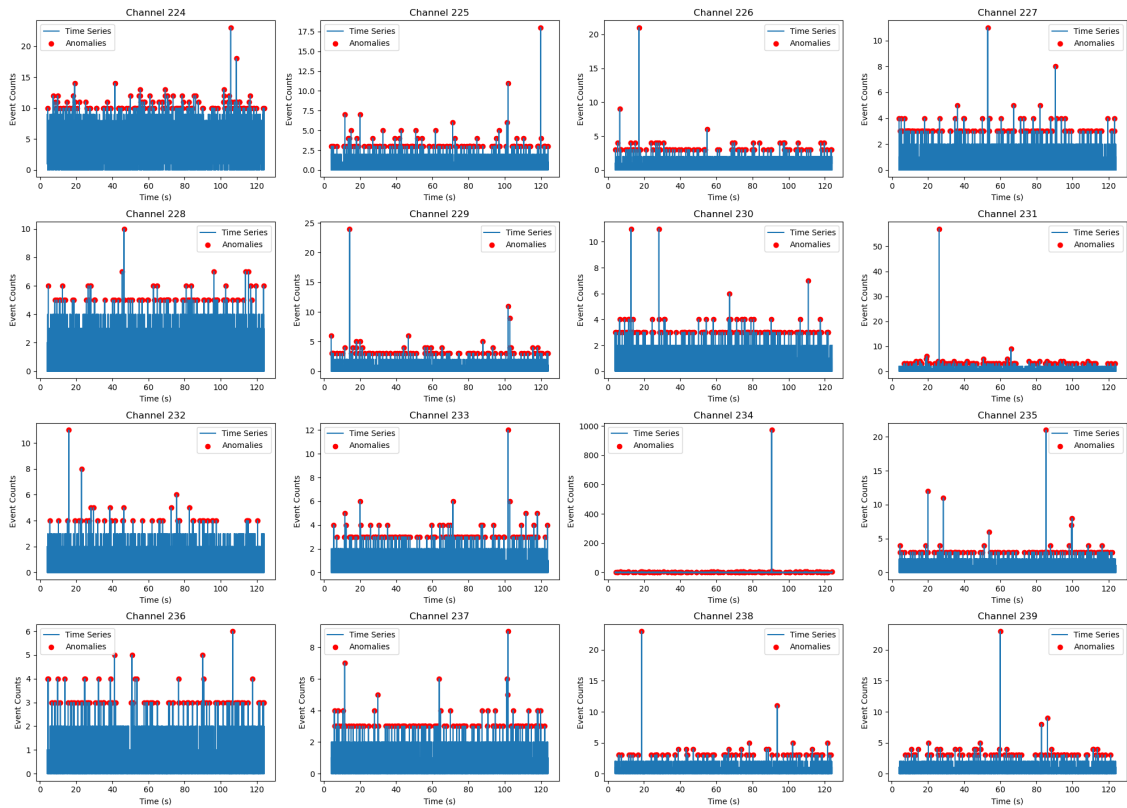 Channel 224
Event Counts
20
15
10
5
0
Time Series
Anomalies
0 20 40 60 80 100 120
Time (s)
Channel 225
Event Counts
17.5
15.0
12.5
10.0
7.5
5.0
2.5
0.0
Time Series
Anomalies
0 20 40 60 80 100 120
Time (s)
Channel 226
Event Counts
20
15
10
5
0
Time Series
Anomalies
0 20 40 60 80 100 120
Time (s)
Channel 227
Event Counts
10
8
6
4
2
0
Time Series
Anomalies
0 20 40 60 80 100 120
Time (s)
Channel 228
Event Counts
10
8
6
4
2
0
Time Series
Anomalies
0 20 40 60 80 100 120
Time (s)
Channel 229
Event Counts
25
20
15
10
5
0
Time Series
Anomalies
0 20 40 60 80 100 120
Time (s)
Channel 230
Event Counts
10
8
6
4
2
0
Time Series
Anomalies
0 20 40 60 80 100 120
Time (s)
Channel 231
Event Counts
50
40
30
20
10
0
Time Series
Anomalies
0 20 40 60 80 100 120
Time (s)
Channel 232
Event Counts
10
8
6
4
2
0
Time Series
Anomalies
0 20 40 60 80 100 120
Time (s)
Channel 233
Event Counts
12
10
8
6
4
2
0
Time Series
Anomalies
0 20 40 60 80 100 120
Time (s)
Channel 234
Event Counts
1000
800
600
400
200
0
Time Series
Anomalies
0 20 40 60 80 100 120
Time (s)
Channel 235
Event Counts
20
15
10
5
0
Time Series
Anomalies
0 20 40 60 80 100 120
Time (s)
Channel 236
Event Counts
6
5
4
3
2
1
0
Time Series
Anomalies
0 20 40 60 80 100 120
Time (s)
Channel 237
Event Counts
8
6
4
2
0
Time Series
Anomalies
0 20 40 60 80 100 120
Time (s)
Channel 238
Event Counts
20
15
10
5
0
Time Series
Anomalies
0 20 40 60 80 100 120
Time (s)
Channel 239
Event Counts
20
15
10
5
0
Time Series
Anomalies
0 20 40 60 80 100 120
Time (s)